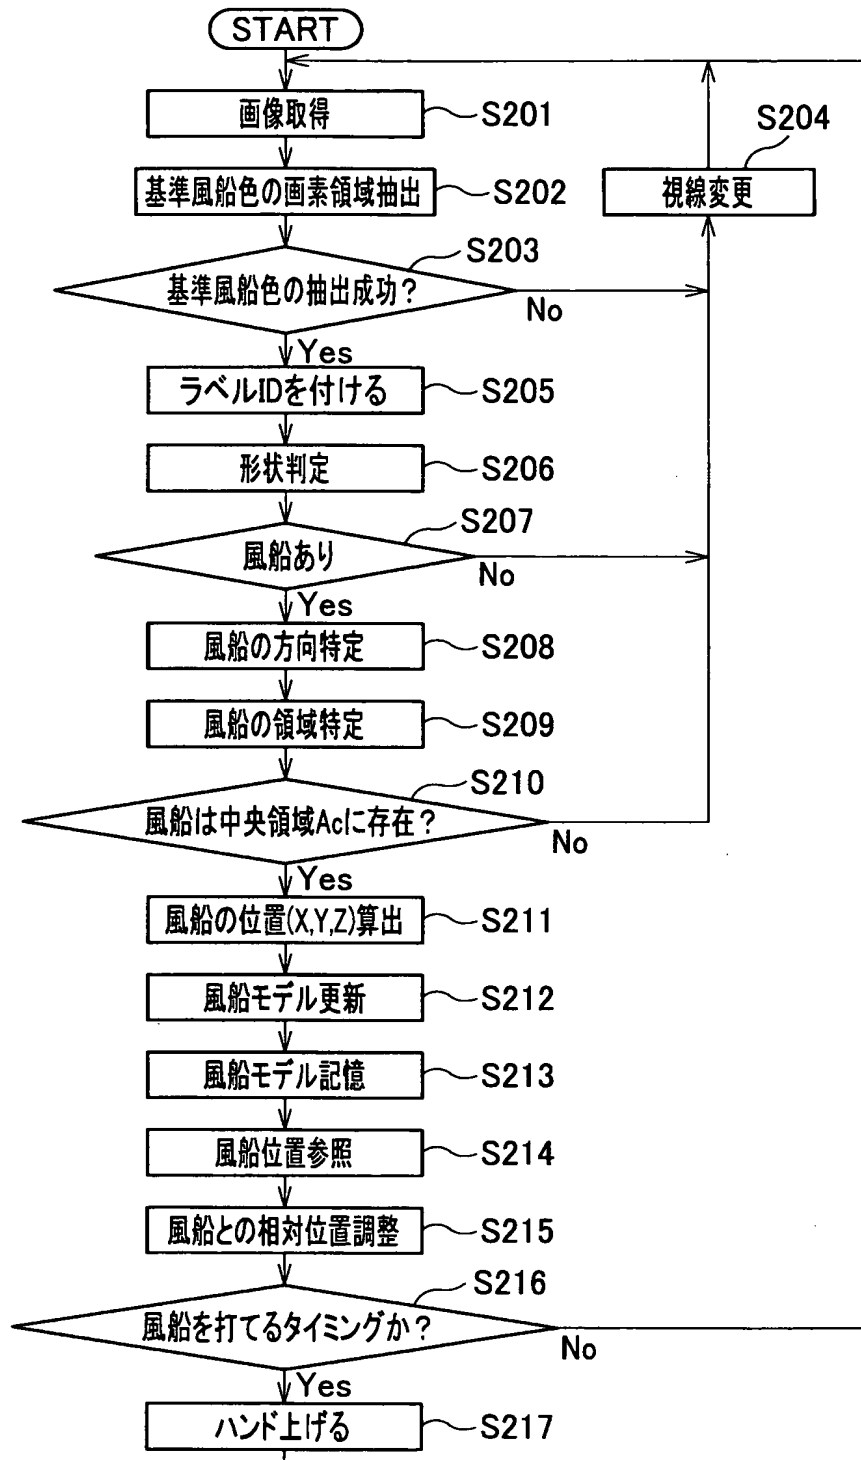 START
画像取得
S201
S204
基準風船色の画素領域抽出
S202
視線変更
S203
基準風船色の抽出成功?
No
Yes
ラベルIDを付ける
S205
形状判定
S206
S207
風船あり
No
Yes
風船の方向特定
S208
風船の領域特定
S209
S210
風船は中央領域Acに存在?
No
Yes
風船の位置(X,Y,Z)算出
S211
風船モデル更新
S212
風船モデル記憶
S213
風船位置参照
S214
風船との相対位置調整
S215
S216
風船を打てるタイミングか?
No
Yes
ハンド上げる
S217